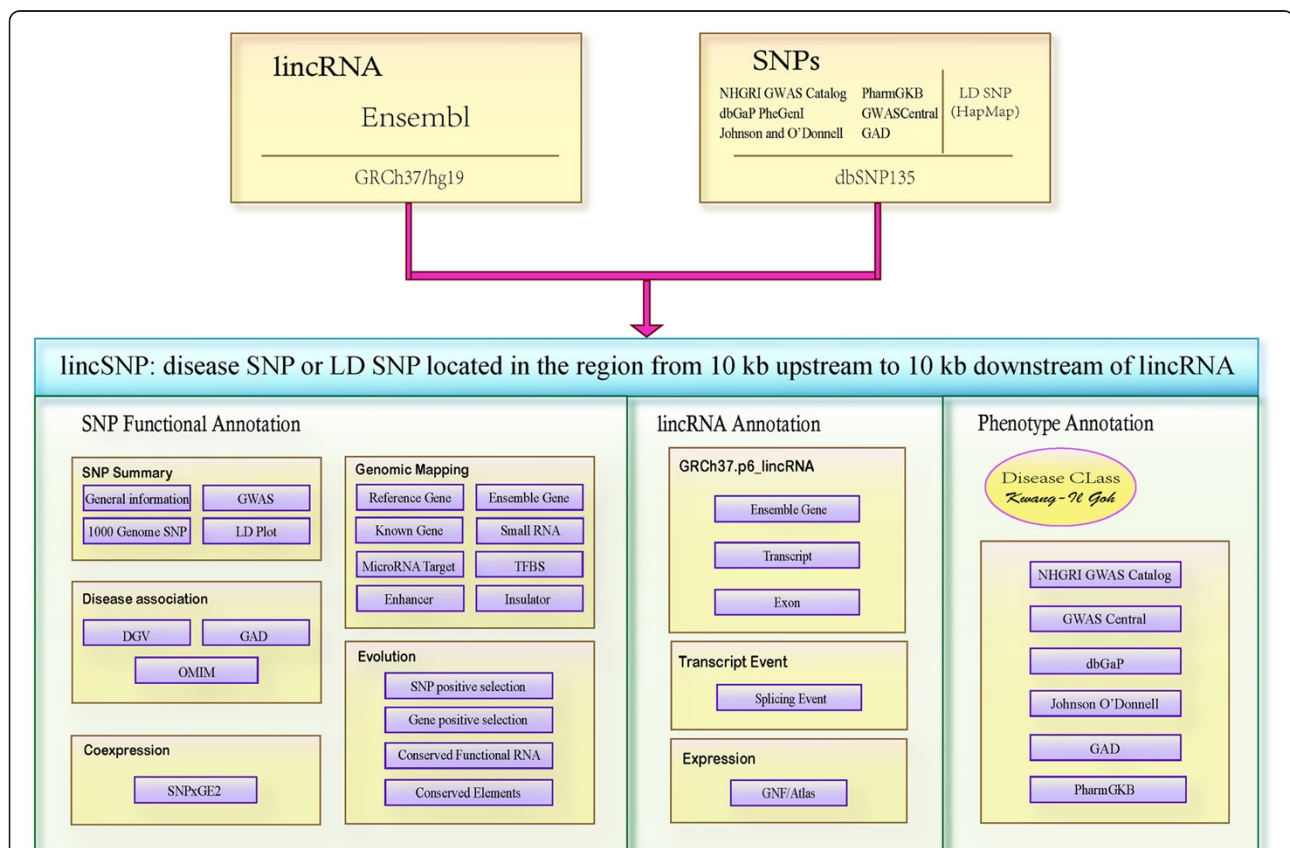 lincRNA
Ensembl
GRCh37/hg19
SNPs
NHGRI GWAS Catalog
dbGaP PheGenI
Johnson and O'Donnell
PharmGKB
GWASCentral
GAD
LD SNP
(HapMap)
dbSNP135
lincSNP: disease SNP or LD SNP located in the region from 10 kb upstream to 10 kb downstream of lincRNA
SNP Functional Annotation
SNP Summary
General information
GWAS
1000 Genome SNP
LD Plot
Disease association
DGV
GAD
OMIM
Coexpression
SNPxGE2
Genomic Mapping
Reference Gene
Ensemble Gene
Known Gene
Small RNA
MicroRNA Target
TFBS
Enhancer
Insulator
Evolution
SNP positive selection
Gene positive selection
Conserved Functional RNA
Conserved Elements
lincRNA Annotation
GRCh37.p6_lincRNA
Ensemble Gene
Transcript
Exon
Transcript Event
Splicing Event
Expression
GNF/Atlas
Phenotype Annotation
Disease CLass
Kwang-Il Goh
NHGRI GWAS Catalog
GWAS Central
dbGaP
Johnson O'Donnell
GAD
PharmGKB